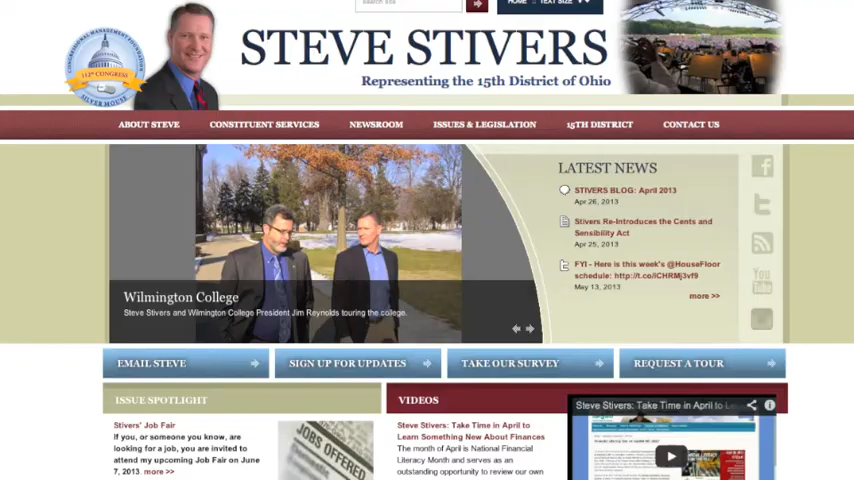 Search site
HOME :: TEXT SIZE
CONGRESSIONAL MANAGEMENT FOUNDATION
112TH CONGRESS
SILVER MOUSE
STEVE STIVERS
Representing the 15th District of Ohio
ABOUT STEVE
CONSTITUENT SERVICES
NEWSROOM
ISSUES & LEGISLATION
15TH DISTRICT
CONTACT US
Wilmington College
Steve Stivers and Wilmington College President Jim Reynolds touring the college.
LATEST NEWS
STIVERS BLOG: April 2013
Apr 26, 2013
Stivers Re-Introduces the Cents and
Sensibility Act
Apr 25, 2013
FYI - Here is this week's @HouseFloor
schedule: http://t.co/iCHRMj3vf9
May 13, 2013
more >>
You
Tube
EMAIL STEVE
SIGN UP FOR UPDATES
TAKE OUR SURVEY
REQUEST A TOUR
ISSUE SPOTLIGHT
Stivers' Job Fair
If you, or someone you know, are
looking for a job, you are invited to
attend my upcoming Job Fair on June
7, 2013. more >>
JOBS OFFERED
VIDEOS
Steve Stivers: Take Time in April to
Learn Something New About Finances
The month of April is National Financial
Literacy Month and serves as an
outstanding opportunity to review our own
Steve Stivers: Take Time in April to L